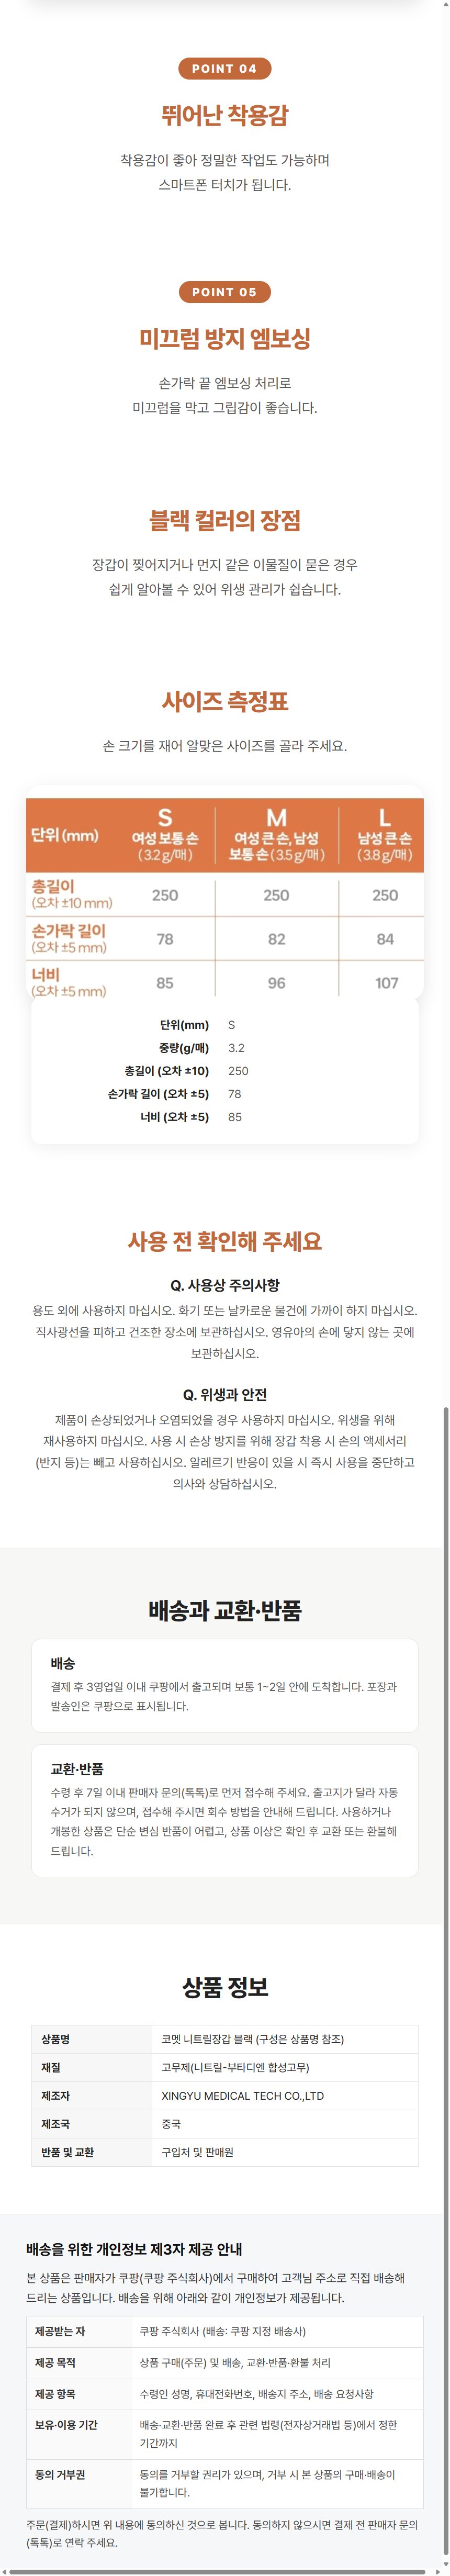 POINT 04
뛰어난 착용감
착용감이 좋아 정밀한 작업도 가능하며
스마트폰 터치가 됩니다.
POINT 05
미끄럼 방지 엠보싱
손가락 끝 엠보싱 처리로
미끄럼을 막고 그립감이 좋습니다.
블랙 컬러의 장점
장갑이 찢어지거나 먼지 같은 이물질이 묻은 경우
쉽게 알아볼 수 있어 위생 관리가 쉽습니다.
사이즈 측정표
손 크기를 재어 알맞은 사이즈를 골라 주세요.
단위(mm) S 여성 보통 손 (3.2g/매) M 여성 큰 손, 남성 보통 손(3.5g/매) L 남성 큰 손 (3.8g/매)
총길이 (오차 ±10mm) 250 250 250
손가락 길이 (오차 ±5mm) 78 82 84
너비 (오차 ±5mm) 85 96 107
단위(mm) S
중량(g/매) 3.2
총길이 (오차 ±10) 250
손가락 길이 (오차 ±5) 78
너비 (오차 ±5) 85
사용 전 확인해 주세요
Q. 사용상 주의사항
용도 외에 사용하지 마십시오. 화기 또는 날카로운 물건에 가까이 하지 마십시오.
직사광선을 피하고 건조한 장소에 보관하십시오. 영유아의 손에 닿지 않는 곳에
보관하십시오.
Q. 위생과 안전
제품이 손상되었거나 오염되었을 경우 사용하지 마십시오. 위생을 위해
재사용하지 마십시오. 사용 시 손상 방지를 위해 장갑 착용 시 손의 액세서리
(반지 등)는 빼고 사용하십시오. 알레르기 반응이 있을 시 즉시 사용을 중단하고
의사와 상담하십시오.
배송과 교환·반품
배송
결제 후 3영업일 이내 쿠팡에서 출고되며 보통 1~2일 안에 도착합니다. 포장과
발송인은 쿠팡으로 표시됩니다.
교환·반품
수령 후 7일 이내 판매자 문의(톡톡)로 먼저 접수해 주세요. 출고지가 달라 자동
수거가 되지 않으며, 접수해 주시면 회수 방법을 안내해 드립니다. 사용하거나
개봉한 상품은 단순 변심 반품이 어렵고, 상품 이상은 확인 후 교환 또는 환불해
드립니다.
상품 정보
상품명 코멧 니트릴장갑 블랙 (구성은 상품명 참조)
재질 고무제(니트릴-부타디엔 합성고무)
제조자 XINGYU MEDICAL TECH CO.,LTD
제조국 중국
반품 및 교환 구입처 및 판매원
배송을 위한 개인정보 제3자 제공 안내
본 상품은 판매자가 쿠팡(쿠팡 주식회사)에서 구매하여 고객님 주소로 직접 배송해
드리는 상품입니다. 배송을 위해 아래와 같이 개인정보가 제공됩니다.
제공받는 자 쿠팡 주식회사 (배송: 쿠팡 지정 배송사)
제공 목적 상품 구매(주문) 및 배송, 교환·반품·환불 처리
제공 항목 수령인 성명, 휴대전화번호, 배송지 주소, 배송 요청사항
보유·이용 기간 배송·교환·반품 완료 후 관련 법령(전자상거래법 등)에서 정한
기간까지
동의 거부권 동의를 거부할 권리가 있으며, 거부 시 본 상품의 구매·배송이
불가합니다.
주문(결제)하시면 위 내용에 동의하신 것으로 봅니다. 동의하지 않으시면 결제 전 판매자 문의
(톡톡)로 연락 주세요.